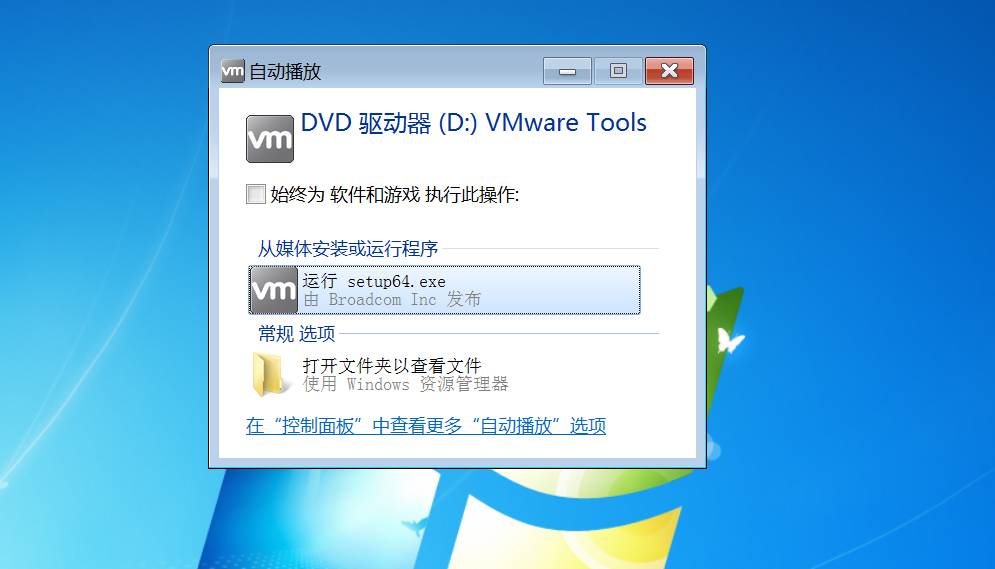 vm 自动播放
vm DVD 驱动器 (D:) VMware Tools
始终为 软件和游戏 执行此操作:
从媒体安装或运行程序
vm 运行 setup64.exe
由 Broadcom Inc 发布
常规 选项
打开文件夹以查看文件
使用 Windows 资源管理器
在“控制面板”中查看更多“自动播放”选项